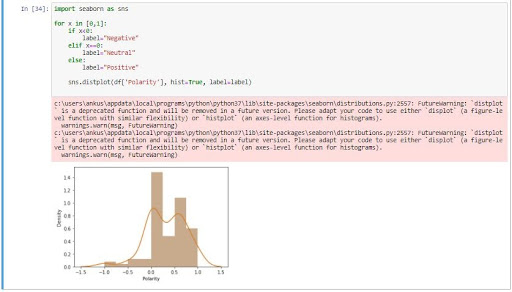 In [34]: import seaborn as sns
for x in [0,1]:
if x<0:
label="Negative"
elif x==0:
label="Neutral"
else:
label="Positive"
sns.distplot(df['Polarity'], hist=True, label=label)
c:\users\ankus\appdata\local\programs\python\python37\lib\site-packages\seaborn\distributions.py:2557: FutureWarning: `distplot
` is a deprecated function and will be removed in a future version. Please adapt your code to use either `displot` (a figure-le
vel function with similar flexibility) or `histplot` (an axes-level function for histograms).
warnings.warn(msg, FutureWarning)
c:\users\ankus\appdata\local\programs\python\python37\lib\site-packages\seaborn\distributions.py:2557: FutureWarning: `distplot
` is a deprecated function and will be removed in a future version. Please adapt your code to use either `displot` (a figure-le
vel function with similar flexibility) or `histplot` (an axes-level function for histograms).
warnings.warn(msg, FutureWarning)
1.4
1.2
1.0
0.8
0.6
0.4
0.2
0.0
Density
-1.5 -1.0 -0.5 0.0 0.5 1.0 1.5
Polarity